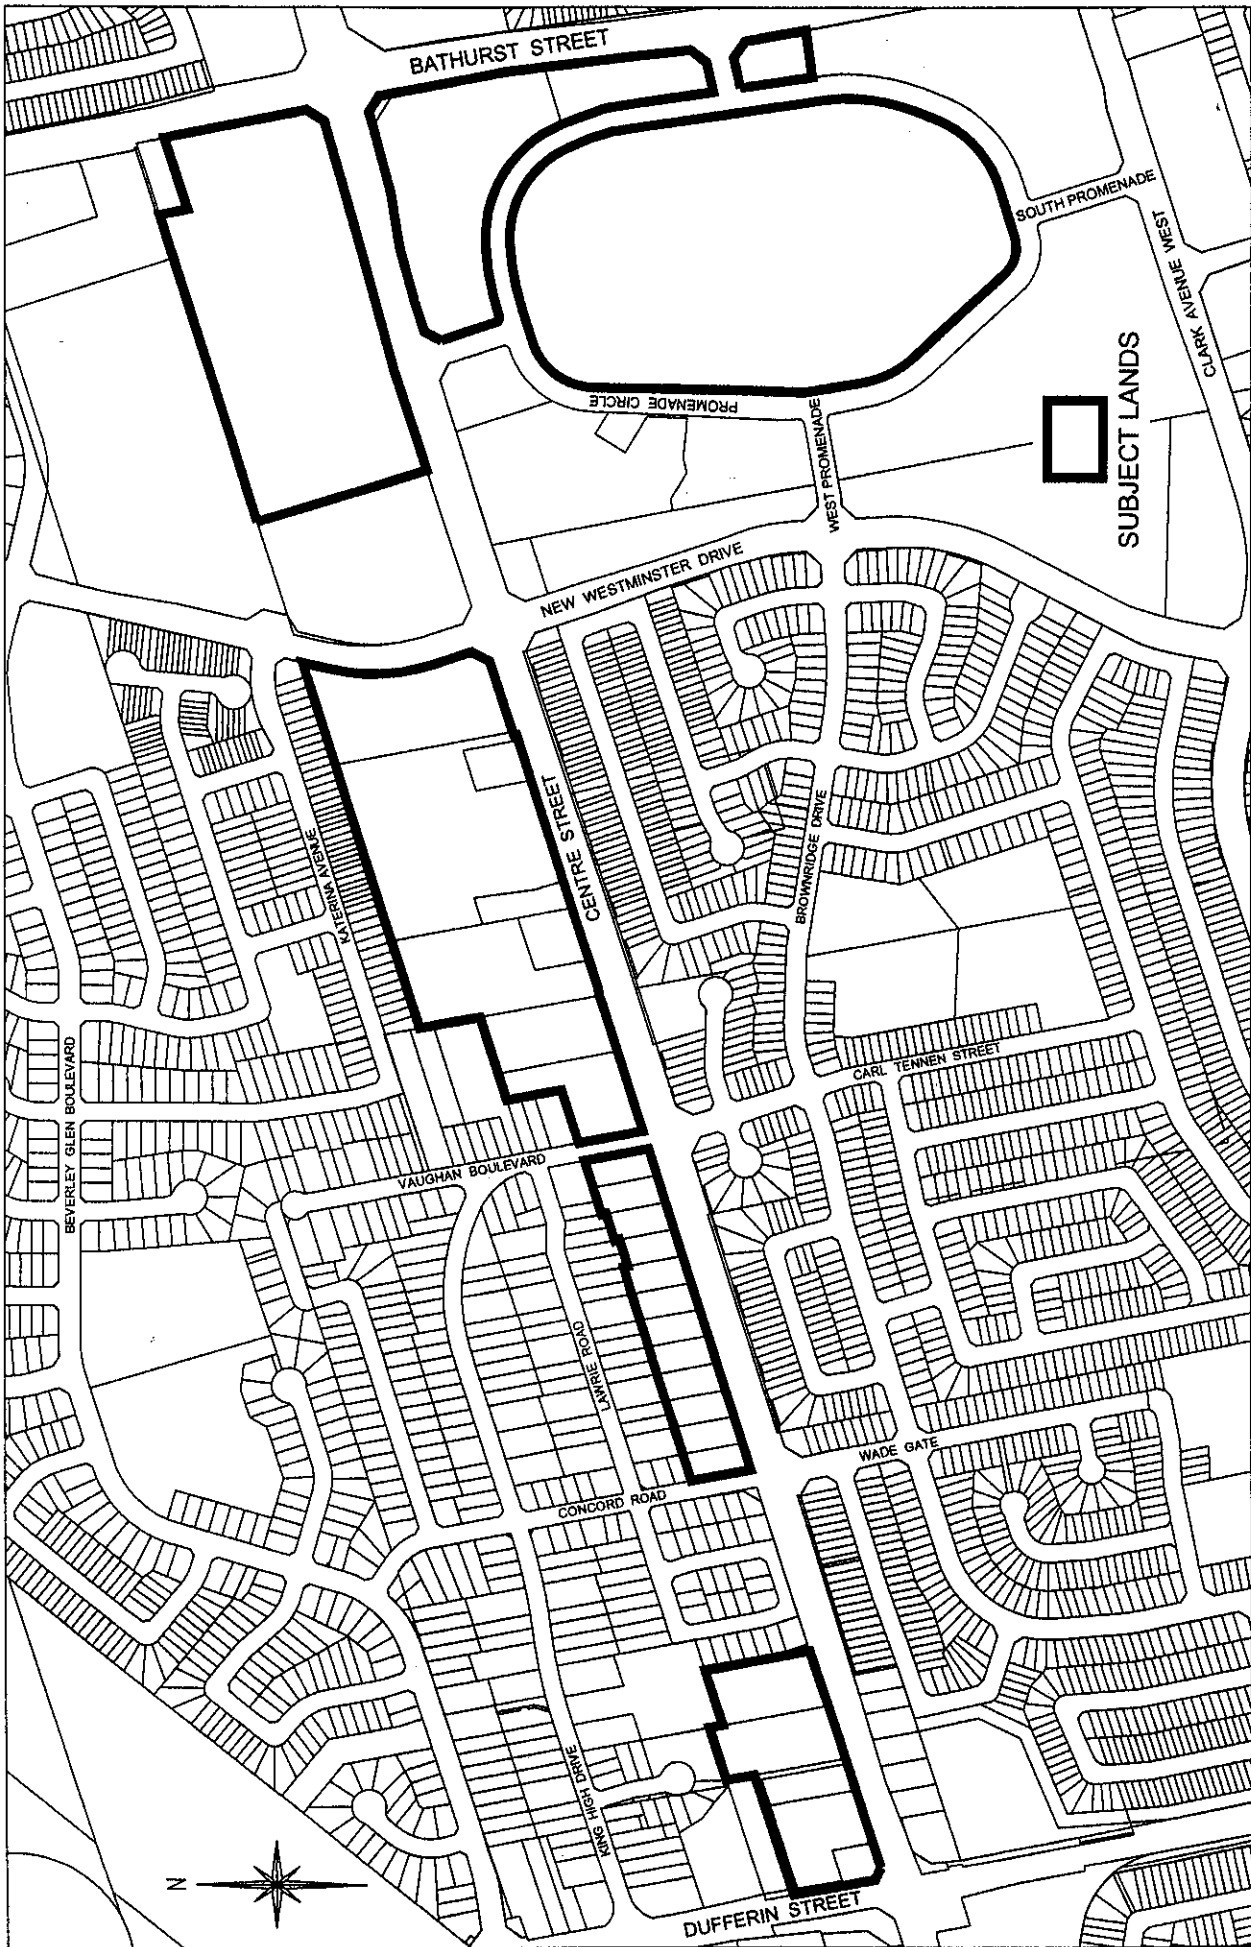 BATHURST STREET
SOUTH PROMENADE
CLARK AVENUE WEST
PROMENADE CIRCLE
WEST PROMENADE
SUBJECT LANDS
NEW WESTMINSTER DRIVE
CENTRE STREET
KATERINA AVENUE
BROWNRIDGE DRIVE
BEVERLEY GLEN BOULEVARD
CARL TENNEN STREET
VAUGHAN BOULEVARD
LAWRIE ROAD
WADE GATE
CONCORD ROAD
KING HIGH DRIVE
N
DUFFERIN STREET